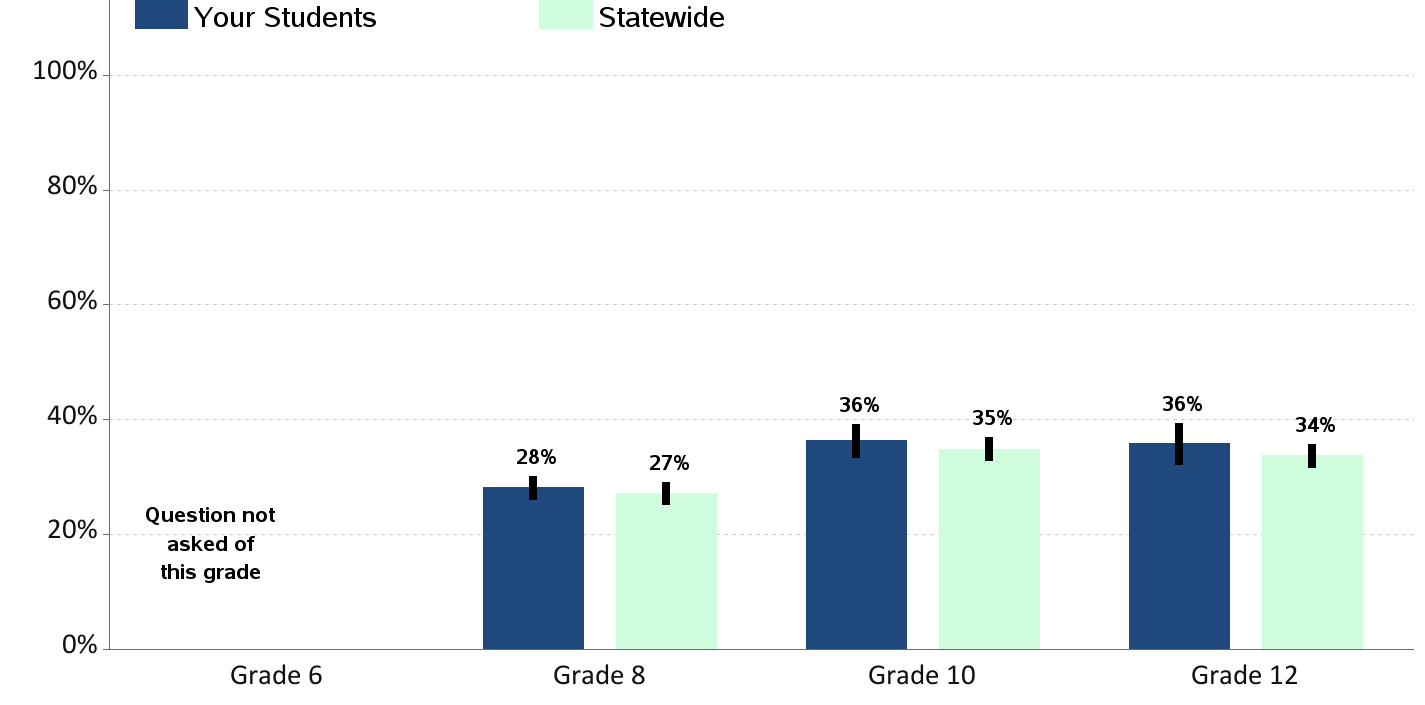 Your Students Statewide
100%
80%
60%
40%
20%
0%
36% 35% 36% 34%
28% 27%
Question not
asked of
this grade
Grade 6 Grade 8 Grade 10 Grade 12